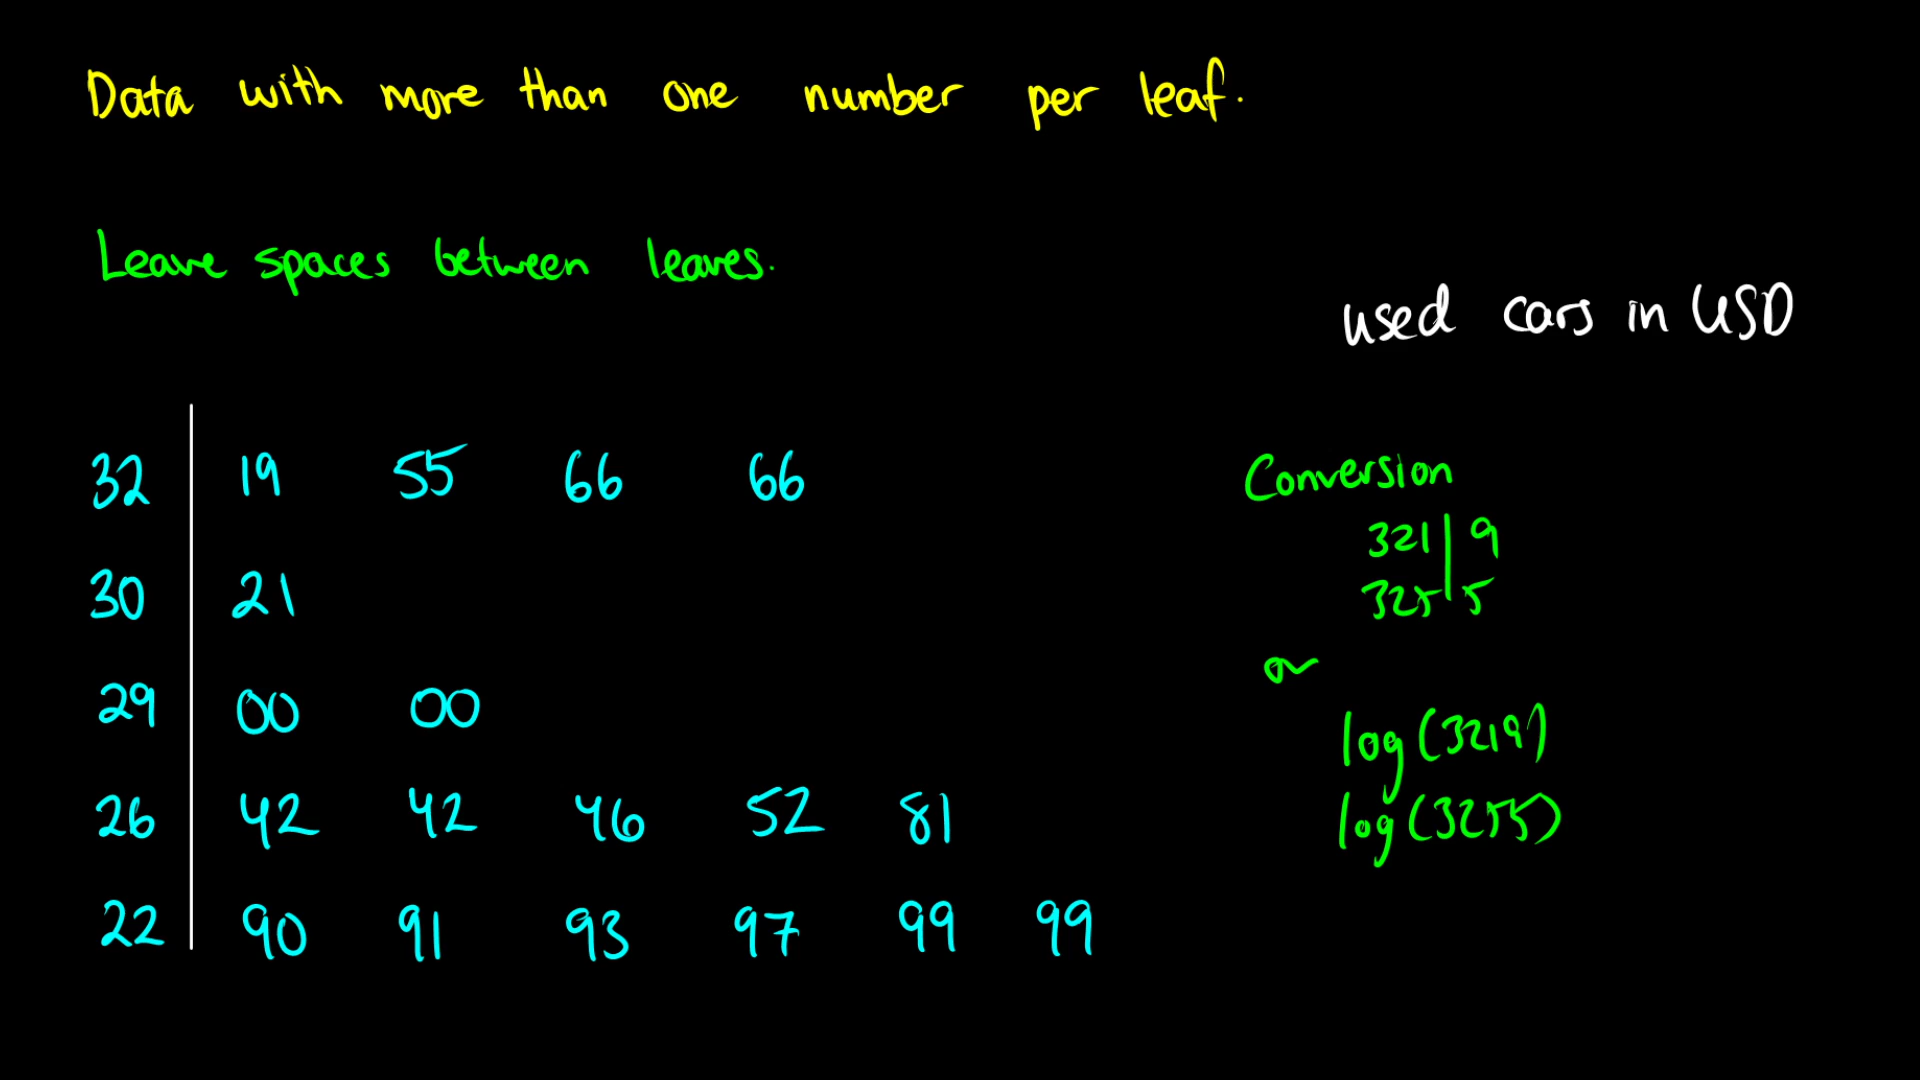 Data with more than one number per leaf.
Leave spaces between leaves.
used cars in USD
32 | 19 55 66 66
30 | 21
29 | 00 00
26 | 42 42 46 52 81
22 | 90 91 93 97 99 99
Conversion
321 | 9
325 | 5
or
log (3219)
log (3255)